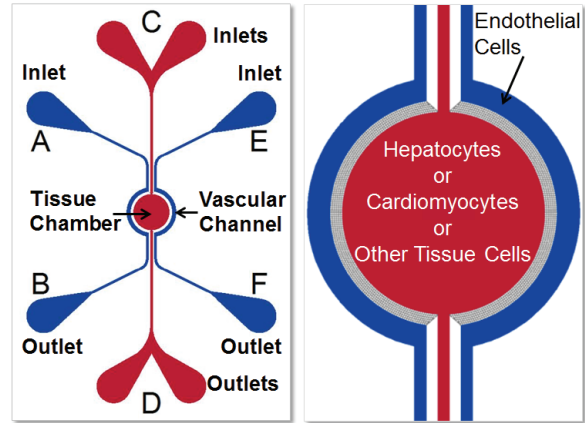 C
Inlets
Inlet
Inlet
A
E
Tissue
Chamber
Vascular
Channel
B
F
Outlet
Outlet
Outlets
D
Endothelial
Cells
Hepatocytes
or
Cardiomyocytes
or
Other Tissue Cells